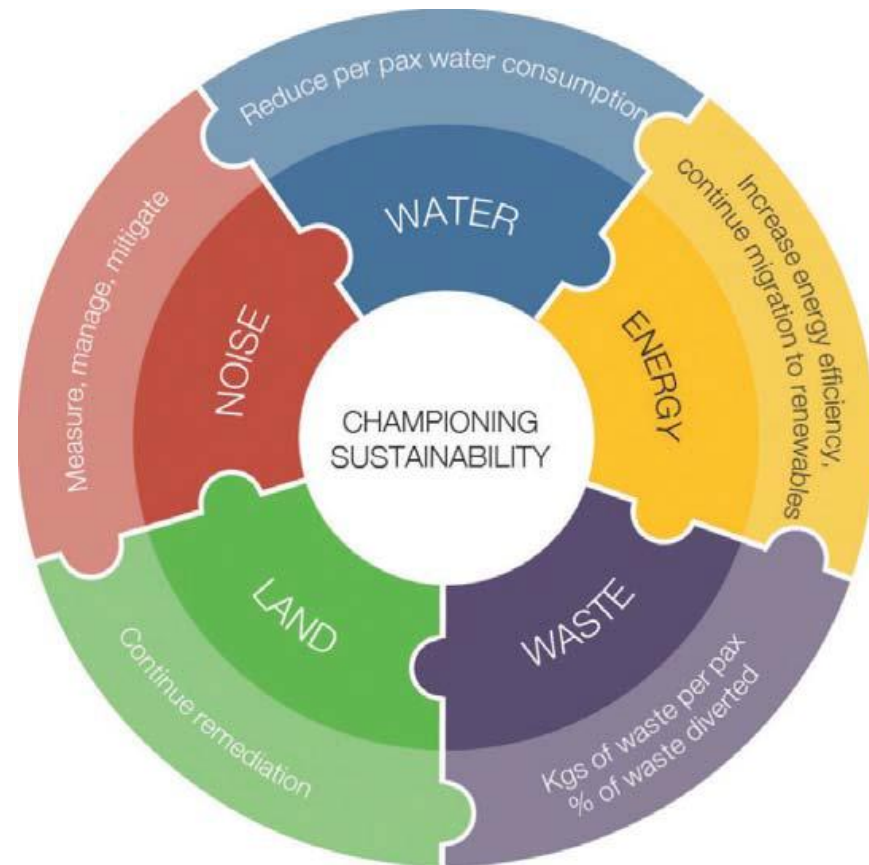 Reduce per pax water consumption
WATER
Increase energy efficiency,
continue migration to renewables
ENERGY
Kgs of waste per pax
% of waste diverted
WASTE
Continue remediation
LAND
Measure, manage, mitigate
NOISE
CHAMPIONING
SUSTAINABILITY